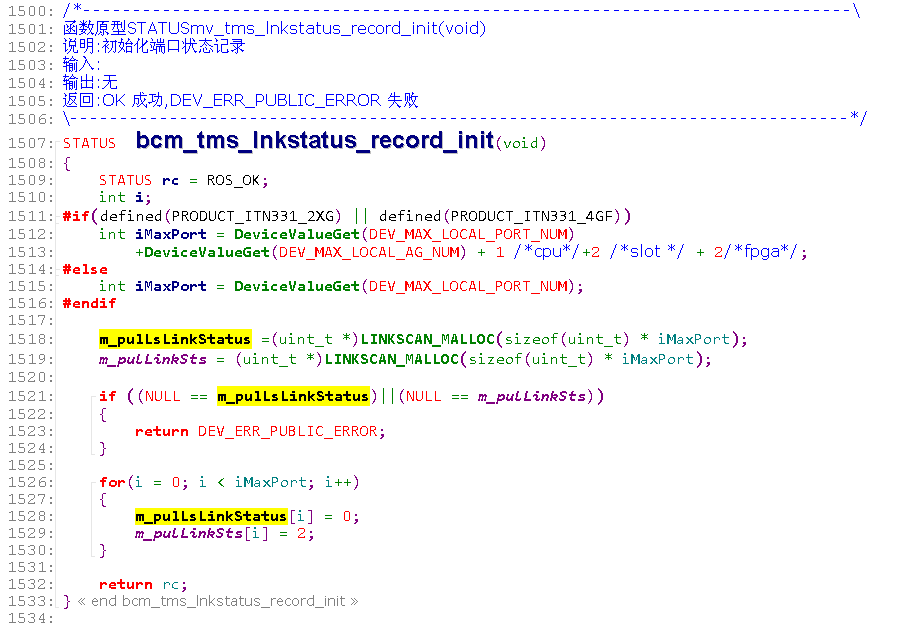 1500: /*------------------------------------------------------------------------------\
1501: 函数原型STATUSmv_tms_lnkstatus_record_init(void)
1502: 说明:初始化端口状态记录
1503: 输入:
1504: 输出:无
1505: 返回:OK 成功,DEV_ERR_PUBLIC_ERROR 失败
1506: \------------------------------------------------------------------------------*/
1507: STATUS bcm_tms_lnkstatus_record_init(void)
1508: {
1509: STATUS rc = ROS_OK;
1510: int i;
1511: #if(defined(PRODUCT_ITN331_2XG) || defined(PRODUCT_ITN331_4GF))
1512: int iMaxPort = DeviceValueGet(DEV_MAX_LOCAL_PORT_NUM)
1513: +DeviceValueGet(DEV_MAX_LOCAL_AG_NUM) + 1 /*cpu*/+2 /*slot */ + 2/*fpga*/;
1514: #else
1515: int iMaxPort = DeviceValueGet(DEV_MAX_LOCAL_PORT_NUM);
1516: #endif
1517:
1518: m_pulLsLinkStatus =(uint_t *)LINKSCAN_MALLOC(sizeof(uint_t) * iMaxPort);
1519: m_pulLinkSts = (uint_t *)LINKSCAN_MALLOC(sizeof(uint_t) * iMaxPort);
1520:
1521: if ((NULL == m_pulLsLinkStatus)||(NULL == m_pulLinkSts))
1522: {
1523: return DEV_ERR_PUBLIC_ERROR;
1524: }
1525:
1526: for(i = 0; i < iMaxPort; i++)
1527: {
1528: m_pulLsLinkStatus[i] = 0;
1529: m_pulLinkSts[i] = 2;
1530: }
1531:
1532: return rc;
1533: } « end bcm_tms_lnkstatus_record_init »
1534: